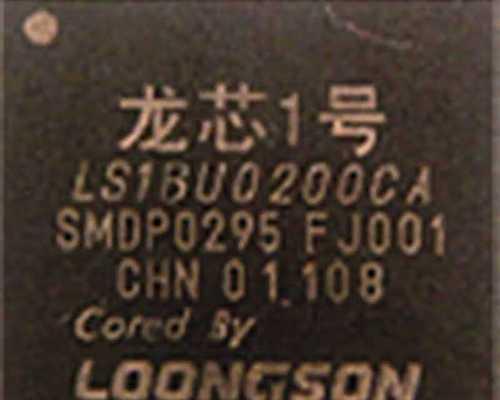 龙芯1号
LS1BU0200CA
SMDP0295 FJ001
CHN 01.108
Cored By
LOONGSON